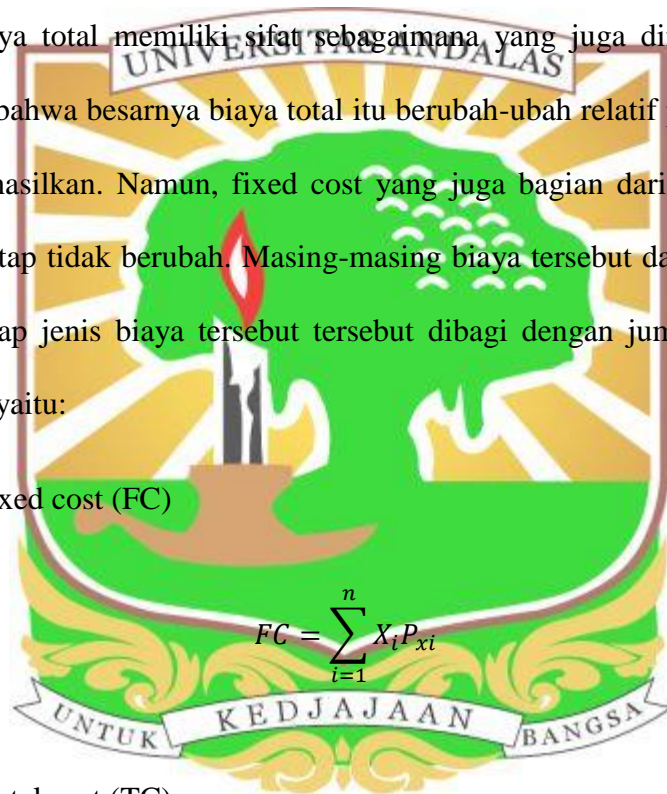 ya total memiliki sifat sebagaimana yang juga di
UNIVERSITAS ANDALAS
bahwa besarnya biaya total itu berubah-ubah relatif
hasilkan. Namun, fixed cost yang juga bagian dari
tap tidak berubah. Masing-masing biaya tersebut da
ap jenis biaya tersebut tersebut dibagi dengan jum
yaitu:
xed cost (FC)
FC = \sum_{i=1}^{n} X_i P_{xi}
UNTUK KEDJAJAAN BANGSA